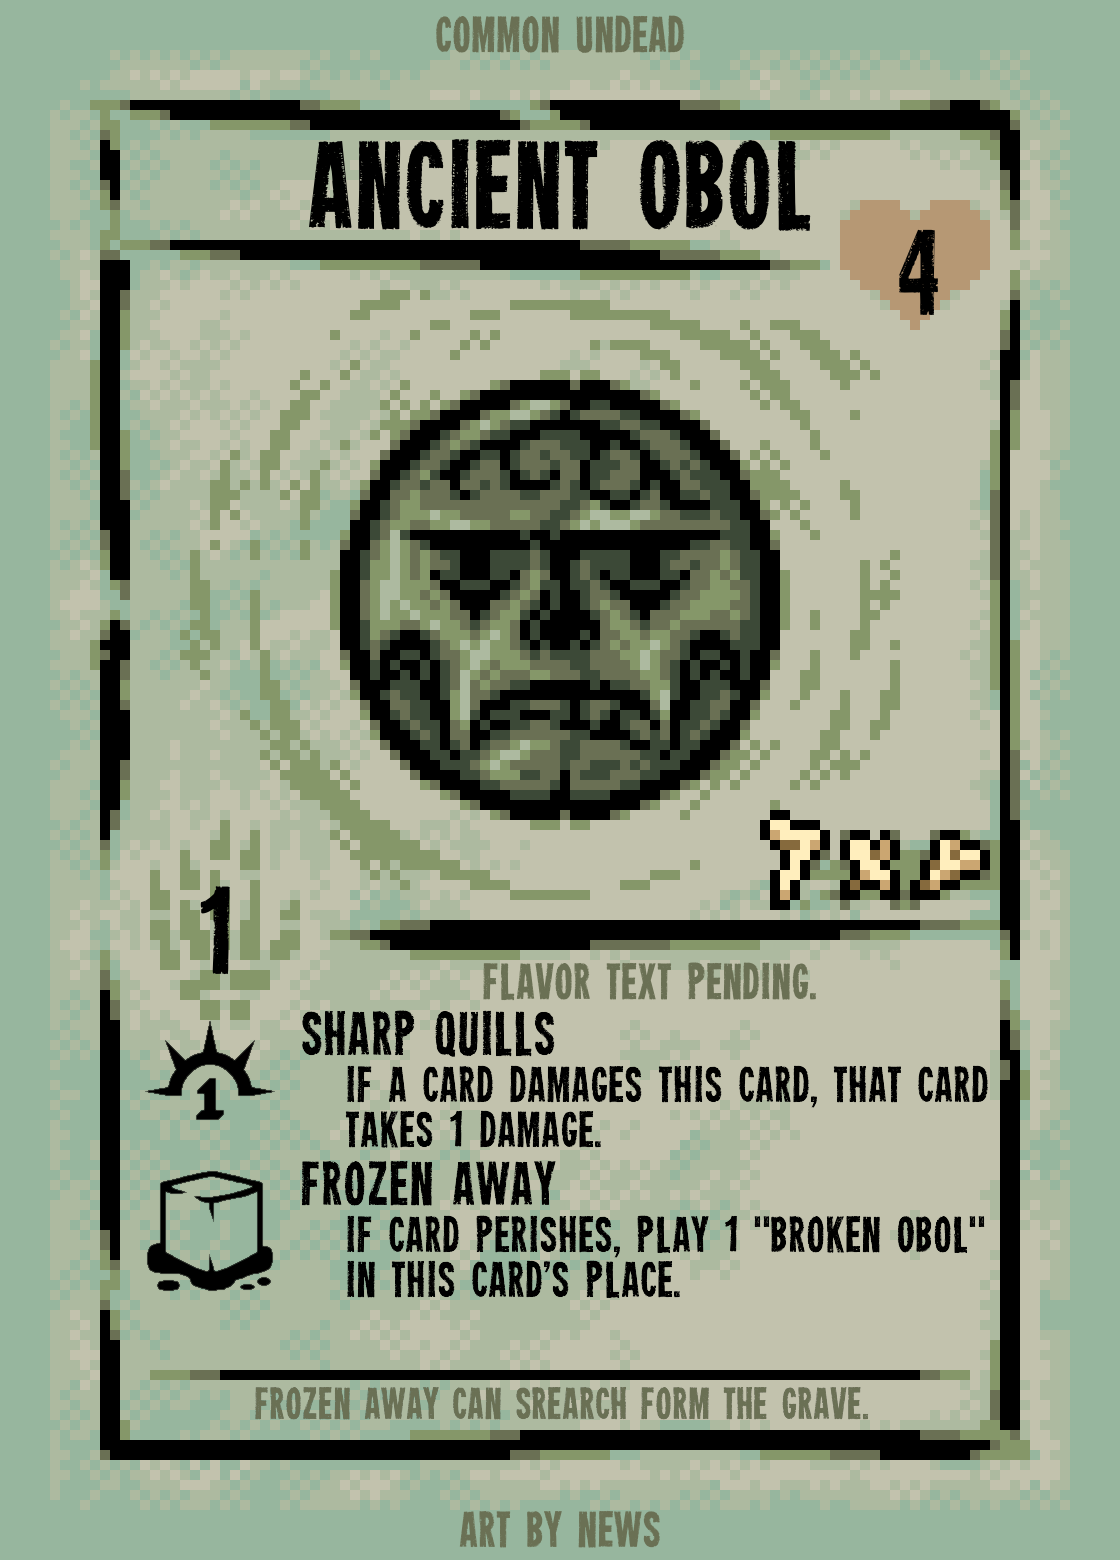 COMMON UNDEAD
ANCIENT OBOL
4
7 X
1
FLAVOR TEXT PENDING.
SHARP QUILLS
1
IF A CARD DAMAGES THIS CARD, THAT CARD
TAKES 1 DAMAGE.
FROZEN AWAY
IF CARD PERISHES, PLAY 1 "BROKEN OBOL"
IN THIS CARD'S PLACE.
FROZEN AWAY CAN SREARCH FORM THE GRAVE.
ART BY NEWS